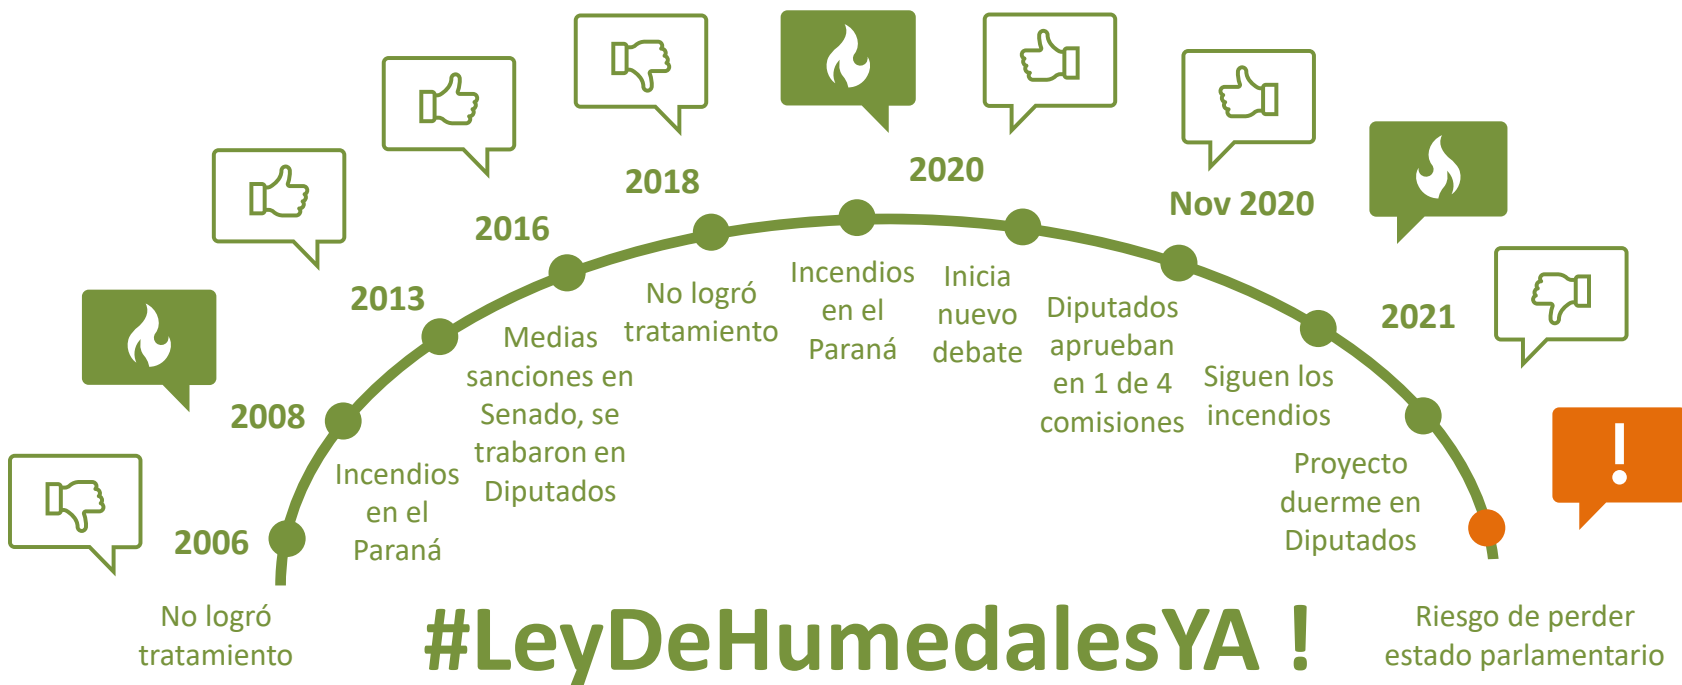 2006
No logró
tratamiento
2008
Incendios
en el
Paraná
2013
2016
Medias
sanciones en
Senado, se
trabaron en
Diputados
2018
No logró
tratamiento
Incendios
en el
Paraná
2020
Inicia
nuevo
debate
Nov 2020
Diputados
aprueban
en 1 de 4
comisiones
Siguen los
incendios
2021
Proyecto
duerme en
Diputados
!
Riesgo de perder
estado parlamentario
#LeyDeHumedalesYA !